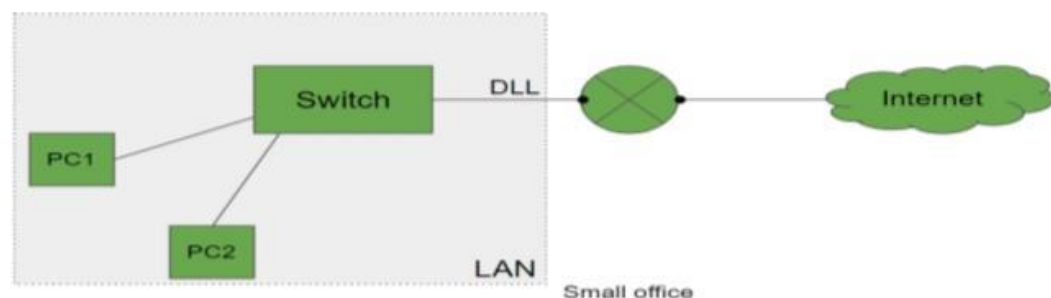 Switch
DLL
Internet
PC1
PC2
LAN
Small office